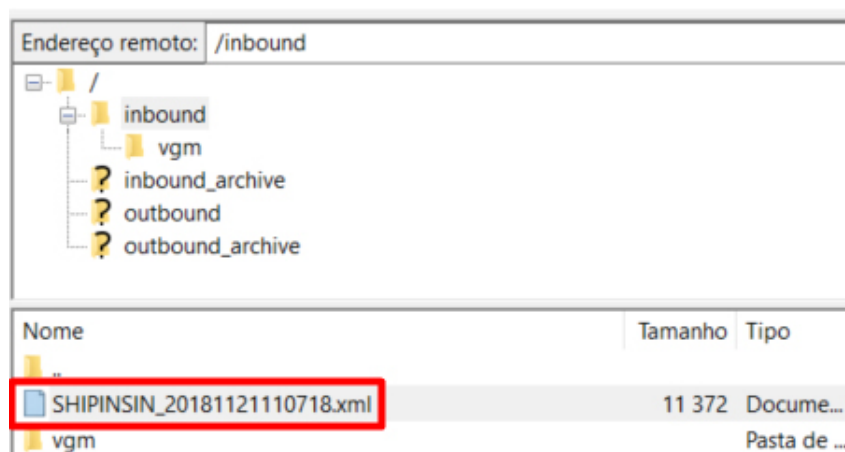 Endereço remoto: /inbound
/
inbound
vgm
inbound_archive
outbound
outbound_archive
Nome Tamanho Tipo
..
SHIPINSIN_20181121110718.xml 11 372 Docume...
vgm Pasta de ...